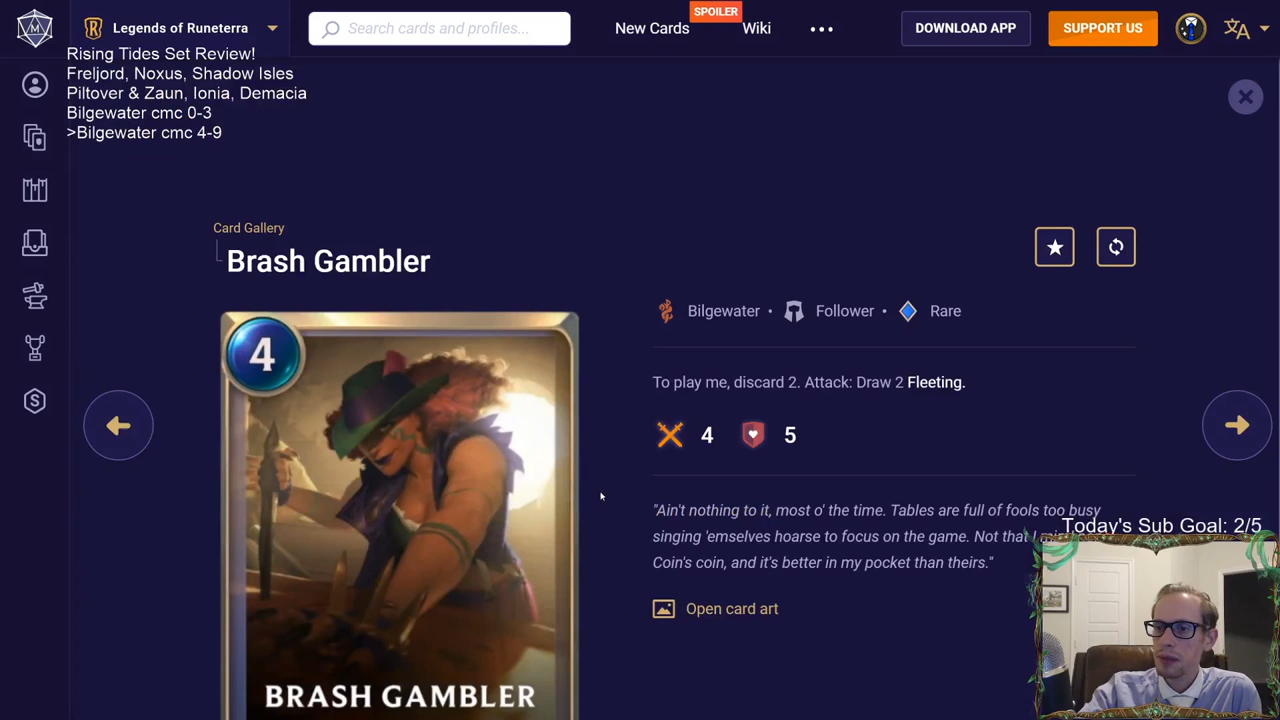 Legends of Runeterra
Search cards and profiles...
New Cards
SPOILER
Wiki
DOWNLOAD APP
SUPPORT US
Rising Tides Set Review!
Freljord, Noxus, Shadow Isles
Piltover & Zaun, Ionia, Demacia
Bilgewater cmc 0-3
>Bilgewater cmc 4-9
Card Gallery
Brash Gambler
Bilgewater • Follower • Rare
To play me, discard 2. Attack: Draw 2 Fleeting.
4 5
"Ain't nothing to it, most o' the time. Tables are full of fools too busy
singing 'emselves hoarse to focus on the game. Not that I
Coin's coin, and it's better in my pocket than theirs."
Open card art
4
BRASH GAMBLER
Today's Sub Goal: 2/5